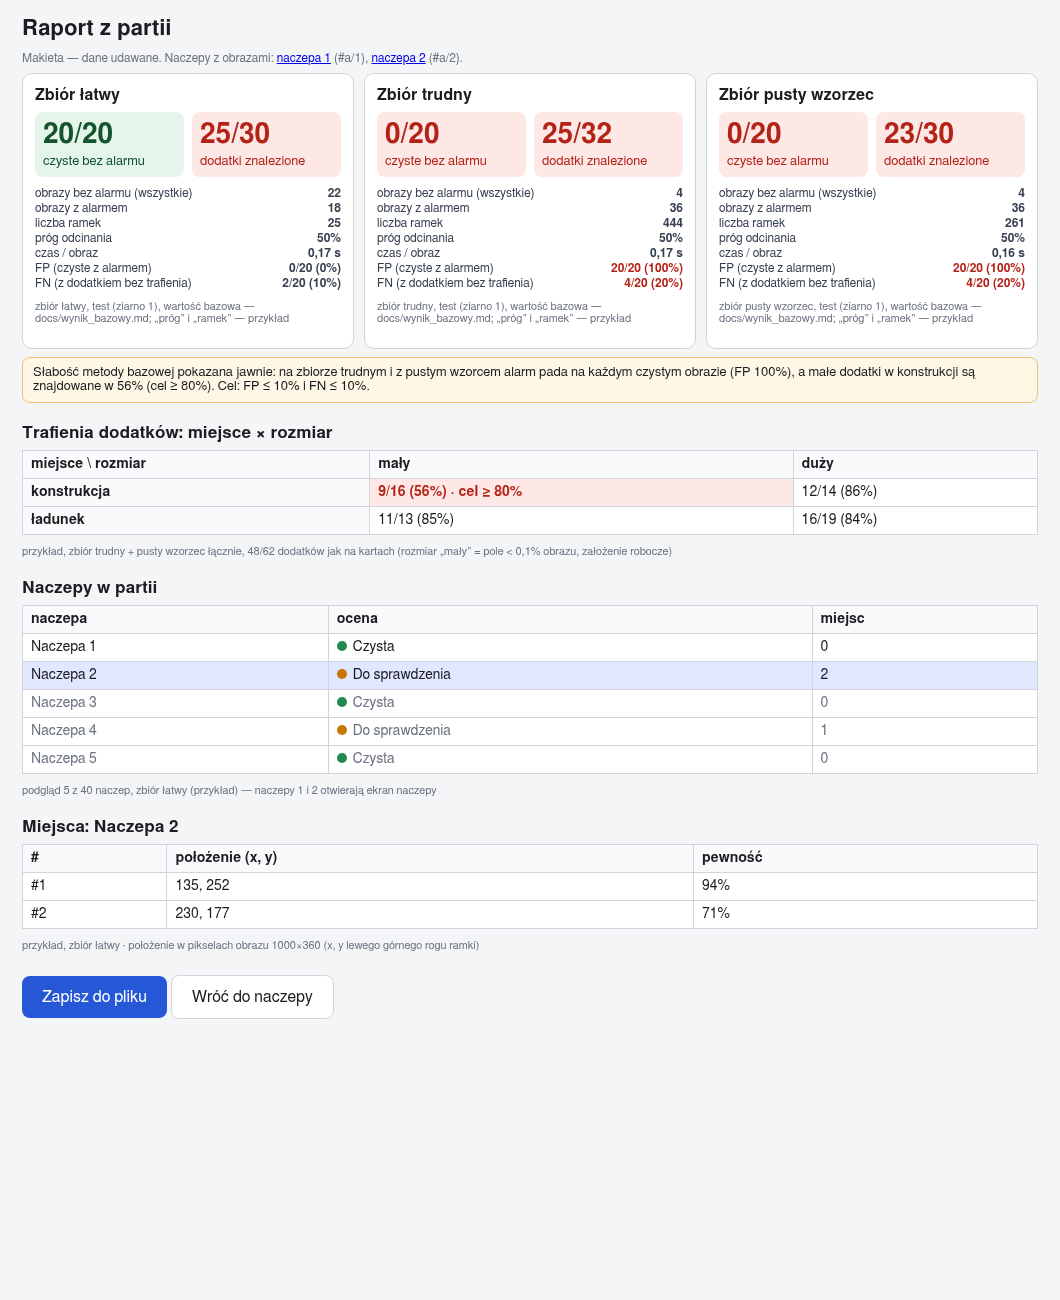 Raport z partii
Makieta — dane udawane. Naczepy z obrazami: naczepa 1 (#a/1), naczepa 2 (#a/2).
Zbiór łatwy
20/20
czyste bez alarmu
25/30
dodatki znalezione
obrazy bez alarmu (wszystkie) 22
obrazy z alarmem 18
liczba ramek 25
próg odcinania 50%
czas / obraz 0,17 s
FP (czyste z alarmem) 0/20 (0%)
FN (z dodatkiem bez trafienia) 2/20 (10%)
zbiór łatwy, test (ziarno 1), wartość bazowa —
docs/wynik_bazowy.md; „próg” i „ramek” — przykład
Zbiór trudny
0/20
czyste bez alarmu
25/32
dodatki znalezione
obrazy bez alarmu (wszystkie) 4
obrazy z alarmem 36
liczba ramek 444
próg odcinania 50%
czas / obraz 0,17 s
FP (czyste z alarmem) 20/20 (100%)
FN (z dodatkiem bez trafienia) 4/20 (20%)
zbiór trudny, test (ziarno 1), wartość bazowa —
docs/wynik_bazowy.md; „próg” i „ramek” — przykład
Zbiór pusty wzorzec
0/20
czyste bez alarmu
23/30
dodatki znalezione
obrazy bez alarmu (wszystkie) 4
obrazy z alarmem 36
liczba ramek 261
próg odcinania 50%
czas / obraz 0,16 s
FP (czyste z alarmem) 20/20 (100%)
FN (z dodatkiem bez trafienia) 4/20 (20%)
zbiór pusty wzorzec, test (ziarno 1), wartość bazowa —
docs/wynik_bazowy.md; „próg” i „ramek” — przykład
Słabość metody bazowej pokazana jawnie: na zbiorze trudnym i z pustym wzorcem alarm pada na każdym czystym obrazie (FP 100%), a małe dodatki w konstrukcji są
znajdowane w 56% (cel ≥ 80%). Cel: FP ≤ 10% i FN ≤ 10%.
Trafienia dodatków: miejsce × rozmiar
miejsce \ rozmiar mały duży
konstrukcja 9/16 (56%) · cel ≥ 80% 12/14 (86%)
ładunek 11/13 (85%) 16/19 (84%)
przykład, zbiór trudny + pusty wzorzec łącznie, 48/62 dodatków jak na kartach (rozmiar „mały” = pole < 0,1% obrazu, założenie robocze)
Naczepy w partii
naczepa ocena miejsc
Naczepa 1 Czysta 0
Naczepa 2 Do sprawdzenia 2
Naczepa 3 Czysta 0
Naczepa 4 Do sprawdzenia 1
Naczepa 5 Czysta 0
podgląd 5 z 40 naczep, zbiór łatwy (przykład) — naczepy 1 i 2 otwierają ekran naczepy
Miejsca: Naczepa 2
# położenie (x, y) pewność
#1 135, 252 94%
#2 230, 177 71%
przykład, zbiór łatwy · położenie w pikselach obrazu 1000×360 (x, y lewego górnego rogu ramki)
Zapisz do pliku Wróć do naczepy